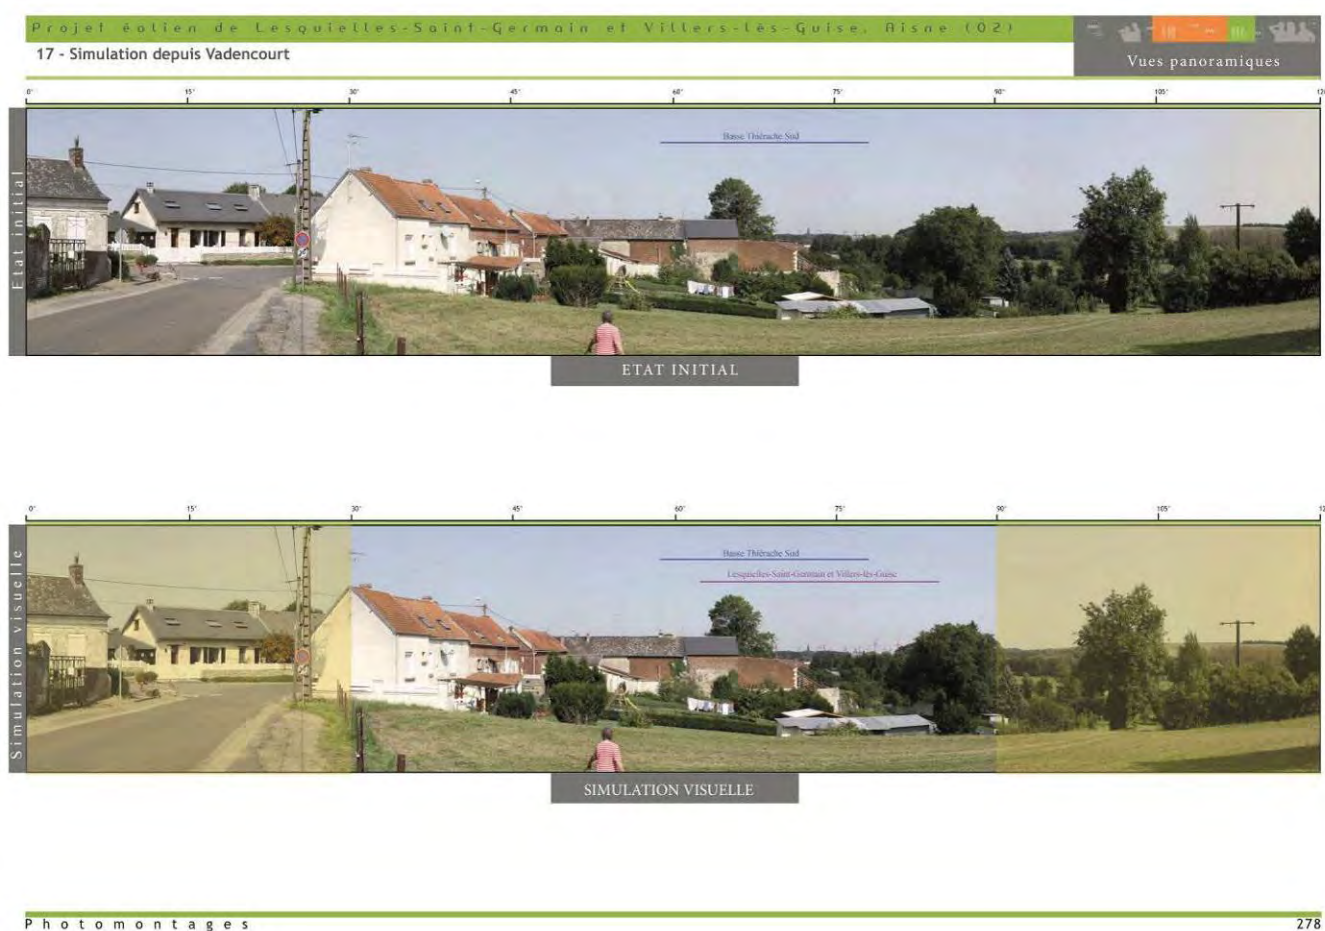 Projet éolien de Lesquielles-Saint-Germain et Villers-lès-Guise, Aisne (02)
17 - Simulation depuis Vadencourt
Vues panoramiques
0° 15° 30° 45° 60° 75° 90° 105° 12
Etat initial
Basse Thiérache Sud
ETAT INITIAL
0° 15° 30° 45° 60° 75° 90° 105° 12
Simulation visuelle
Basse Thiérache Sud
Lesquielles-Saint-Germain et Villers-lès-Guise
SIMULATION VISUELLE
Photomontages
278